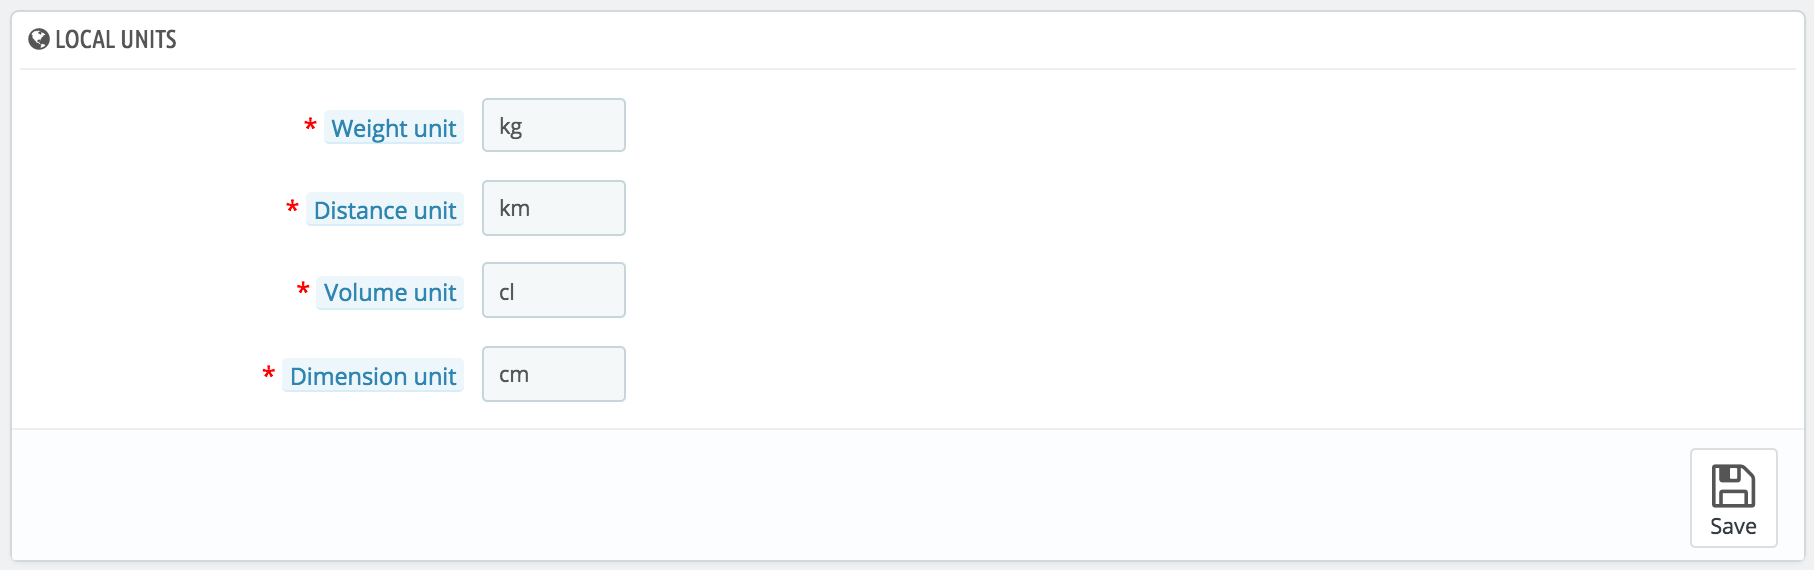 LOCAL UNITS
* Weight unit kg
* Distance unit km
* Volume unit cl
* Dimension unit cm
Save